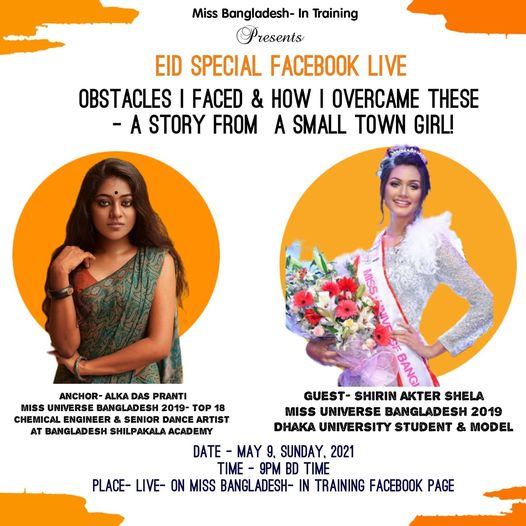 Miss Bangladesh- In Training
Presents
EID SPECIAL FACEBOOK LIVE
OBSTACLES I FACED & HOW I OVERCAME THESE
- A STORY FROM A SMALL TOWN GIRL!
MISS UNIVERSE BANGL
ANCHOR- ALKA DAS PRANTI
MISS UNIVERSE BANGLADESH 2019- TOP 18
CHEMICAL ENGINEER & SENIOR DANCE ARTIST
AT BANGLADESH SHILPAKALA ACADEMY
GUEST- SHIRIN AKTER SHELA
MISS UNIVERSE BANGLADESH 2019
DHAKA UNIVERSITY STUDENT & MODEL
DATE - MAY 9, SUNDAY, 2021
TIME - 9PM BD TIME
PLACE- LIVE- ON MISS BANGLADESH- IN TRAINING FACEBOOK PAGE